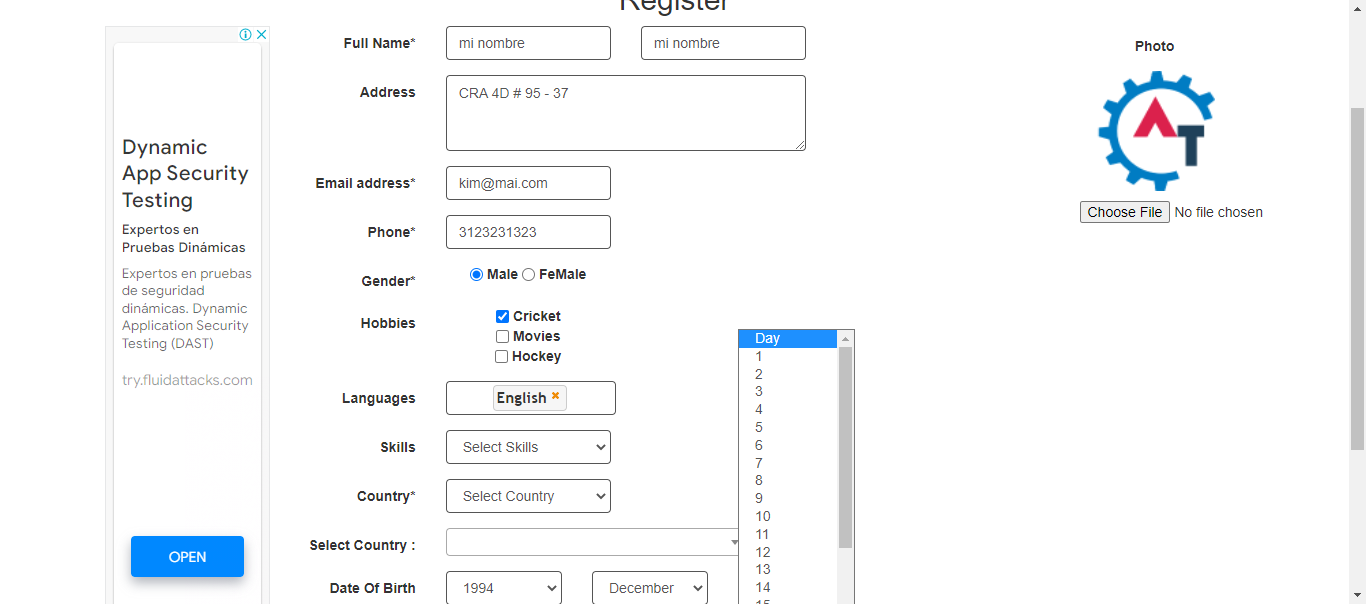 Register
Full Name*
mi nombre
mi nombre
Photo
Address
CRA 4D # 95 - 37
AT
Choose File No file chosen
Email address*
kim@mai.com
Phone*
3123231323
Gender*
Male FeMale
Hobbies
Cricket
Movies
Hockey
Languages
English
Skills
Select Skills
Country*
Select Country
Select Country :
Date Of Birth
1994
December
Day
1
2
3
4
5
6
7
8
9
10
11
12
13
14
15
Dynamic
App Security
Testing
Expertos en
Pruebas Dinámicas
Expertos en pruebas
de seguridad
dinámicas. Dynamic
Application Security
Testing (DAST)
try.fluidattacks.com
OPEN